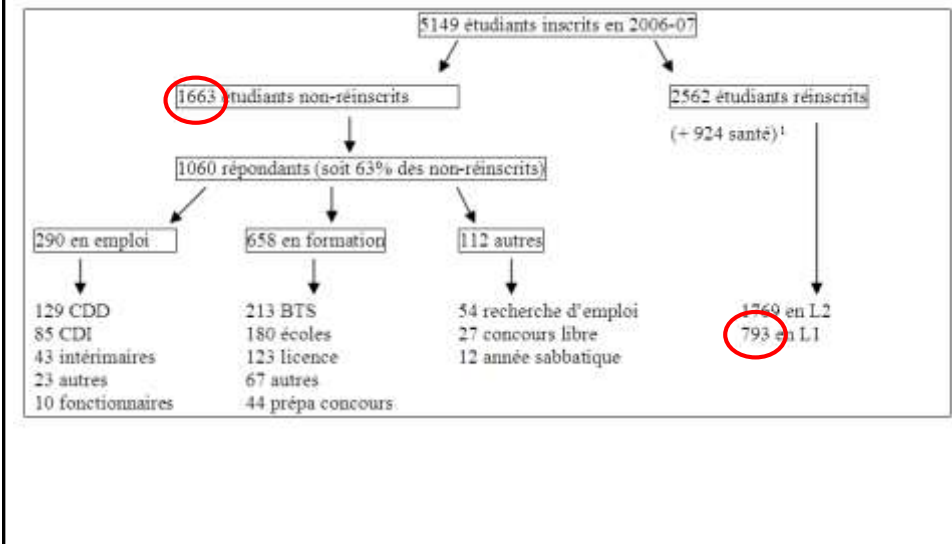 5149 étudiants inscrits en 2006-07
1663 étudiants non-réinscrits
2562 étudiants réinscrits
(+ 924 santé)¹
1060 répondants (soit 63% des non-réinscrits)
290 en emploi
658 en formation
112 autres
129 CDD
85 CDI
43 intérimaires
23 autres
10 fonctionnaires
213 BTS
180 écoles
123 licence
67 autres
44 prépa concours
54 recherche d'emploi
27 concours libre
12 année sabbatique
1769 en L2
793 en L1